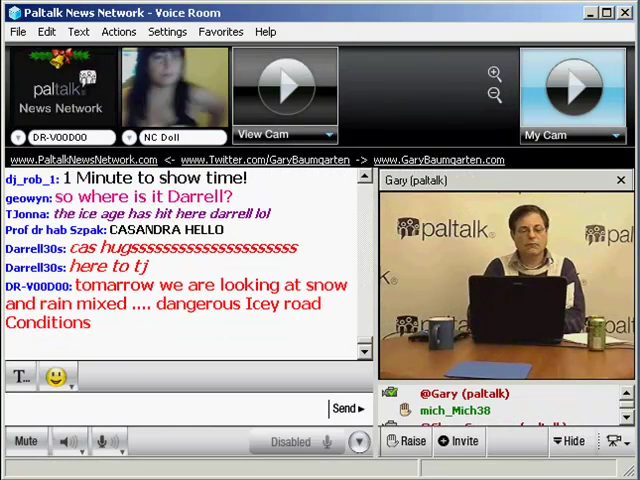 Paltalk News Network - Voice Room
File Edit Text Actions Settings Favorites Help
paltalk
News Network
DR-V00D00
NC Doll
View Cam
My Cam
www.PaltalkNewsNetwork.com <- www.Twitter.com/GaryBaumgarten -> www.GaryBaumgarten.com
dj_rob_1: 1 Minute to show time!
geowyn: so where is it Darrell?
TJonna: the ice age has hit here darrell lol
Prof dr hab Szpak: CASANDRA HELLO
Darrell30s: cas hugsssssssssssssssssssssss
Darrell30s: here to tj
DR-V00D00: tomarrow we are looking at snow
and rain mixed .... dangerous Icey road
Conditions
Gary (paltalk)
paltalk
paltalk
@Gary (paltalk)
mich_Mich38
T...
Send
Mute
Disabled
Raise
Invite
Hide